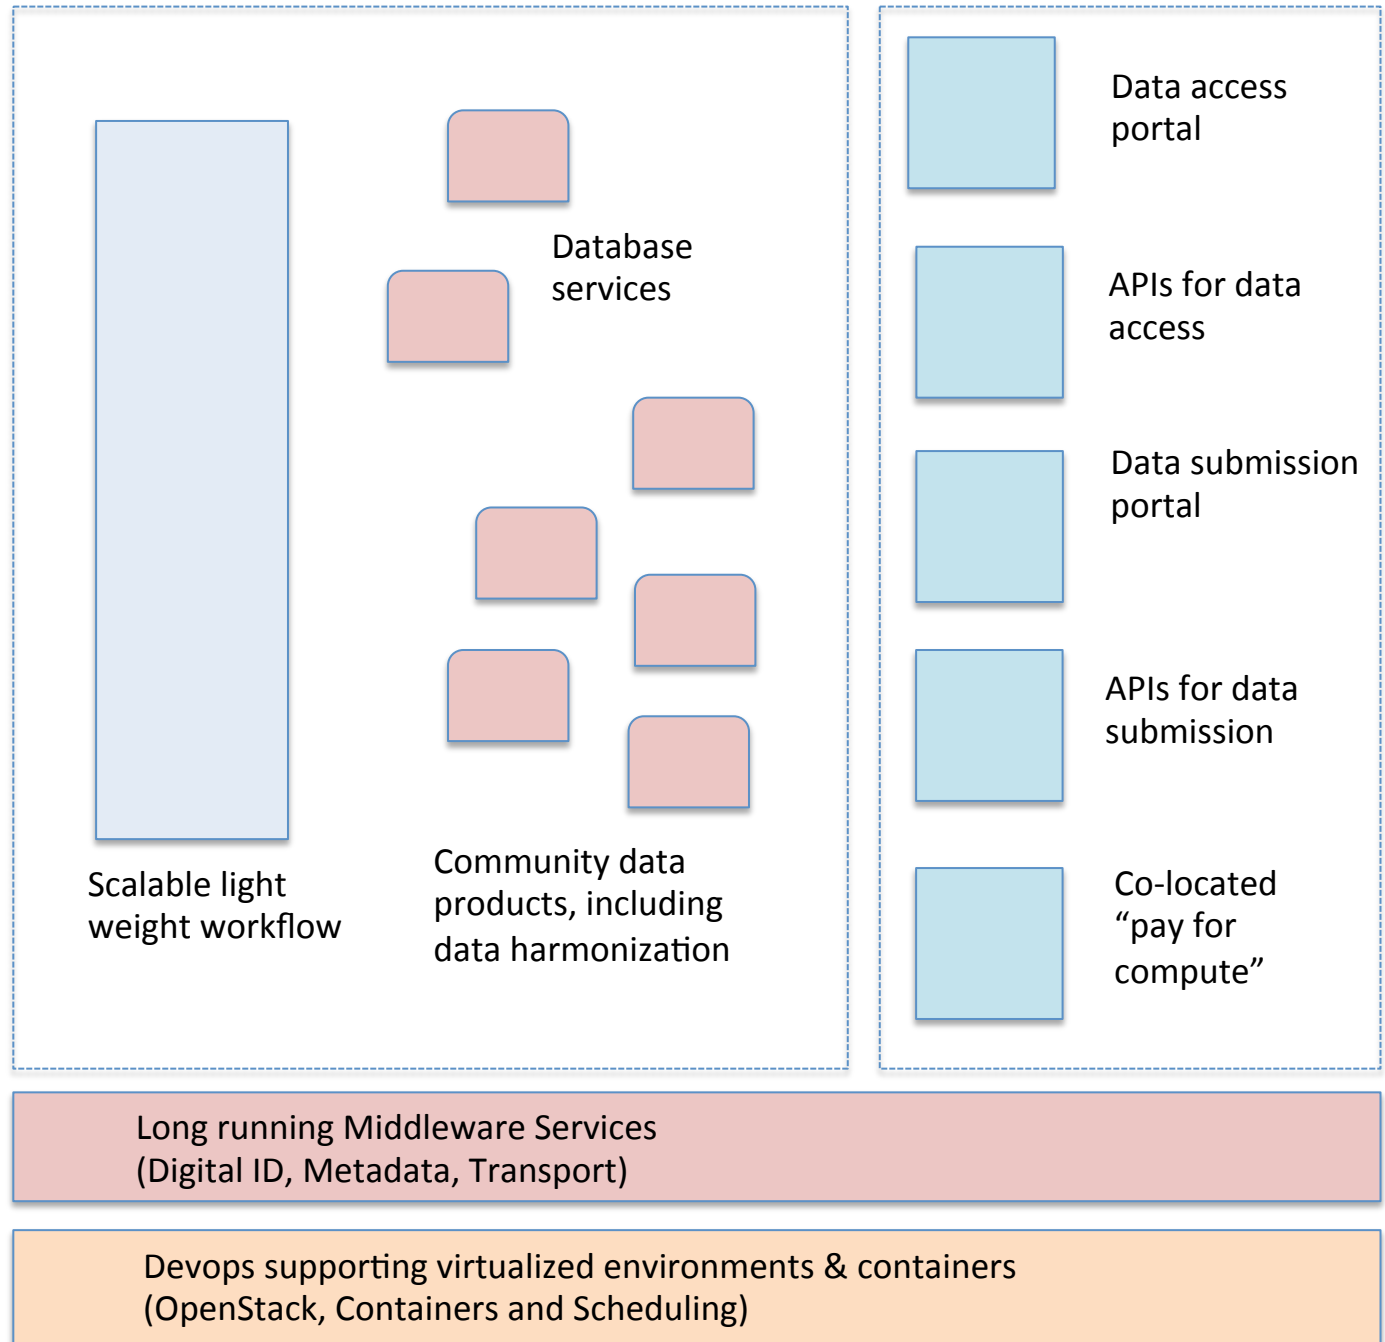 Database
services
Scalable light
weight workflow
Community data
products, including
data harmonization
Data access
portal
APIs for data
access
Data submission
portal
APIs for data
submission
Co-located
“pay for
compute”
Long running Middleware Services
(Digital ID, Metadata, Transport)
Devops supporting virtualized environments & containers
(OpenStack, Containers and Scheduling)